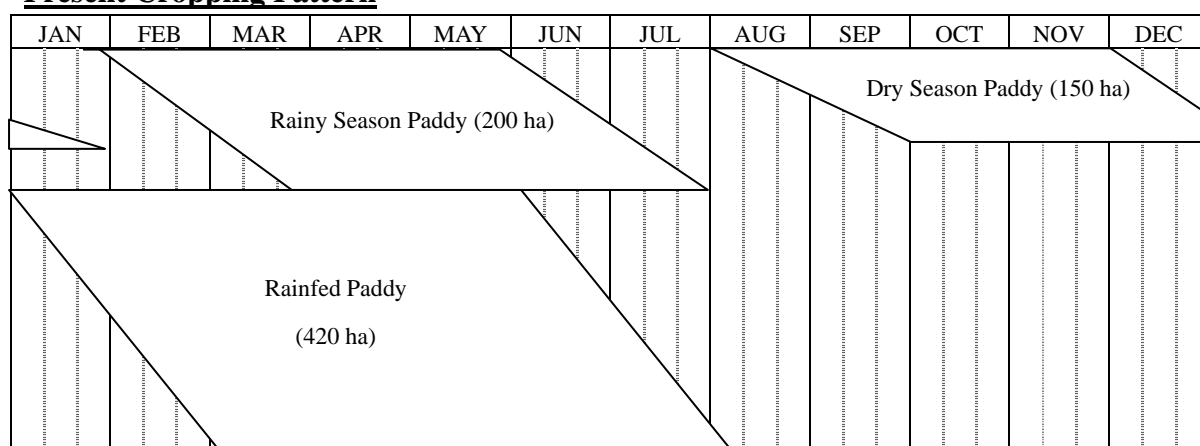 Present Cropping Pattern
JAN FEB MAR APR MAY JUN JUL AUG SEP OCT NOV DEC
Dry Season Paddy (150 ha)
Rainy Season Paddy (200 ha)
Rainfed Paddy
(420 ha)